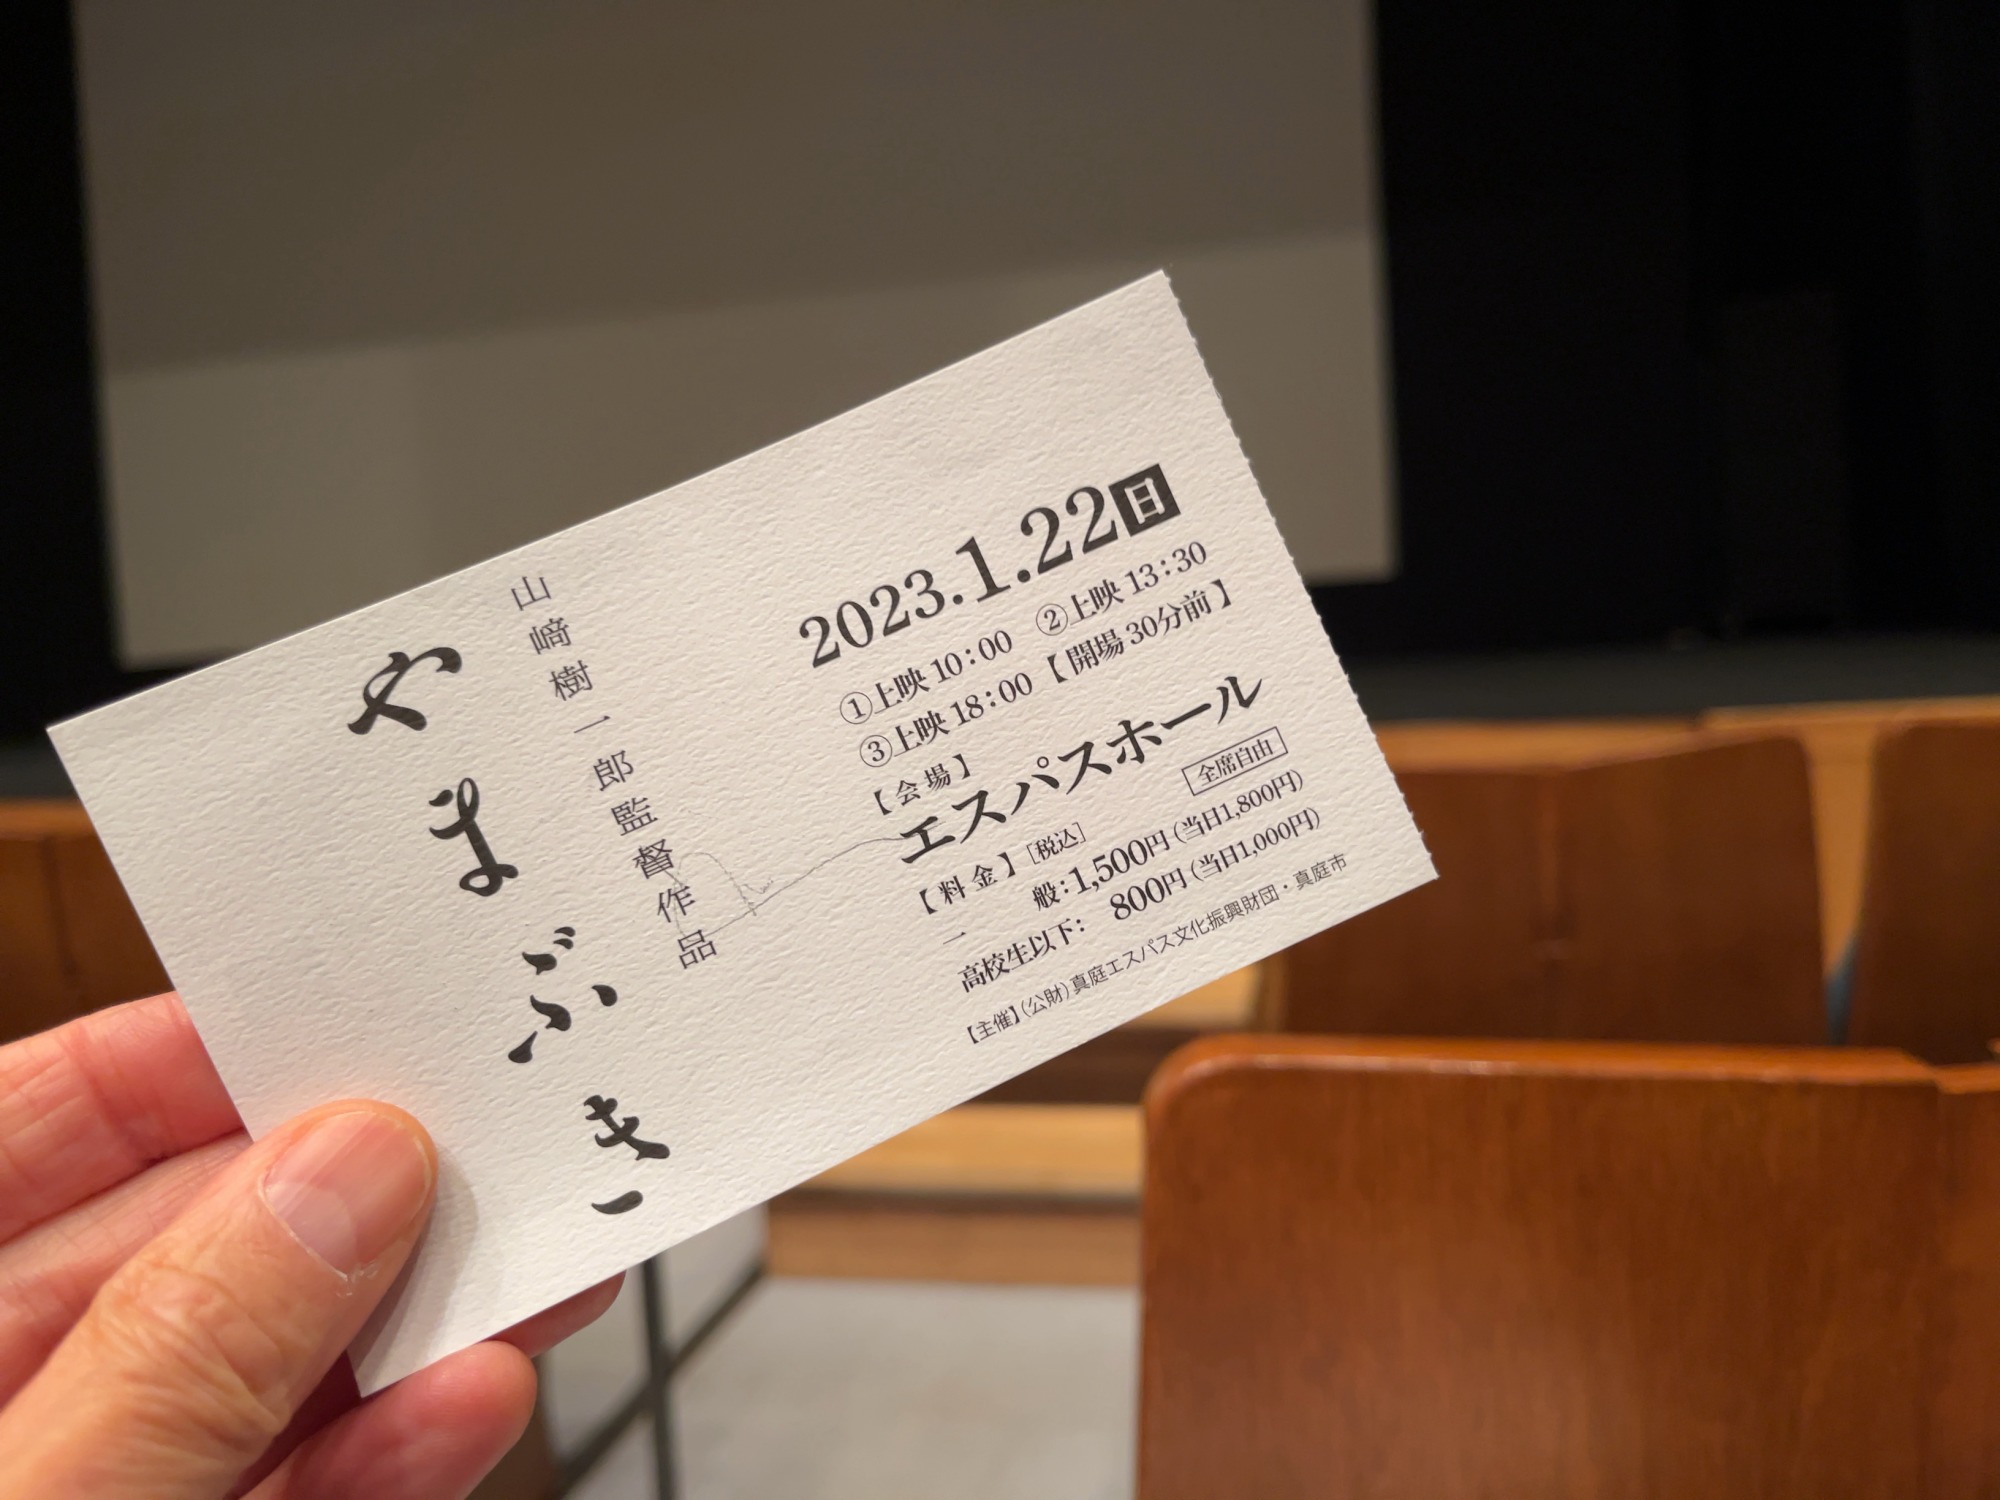 やまぶき
山﨑樹一郎監督作品
2023.1.22日
①上映 10：00 ②上映 13：30
③上映 18：00【開場 30分前】
【会場】
エスパスホール
全席自由
【料金】［税込］
一般：1,500円（当日1,800円）
高校生以下： 800円（当日1,000円）
【主催】（公財）真庭エスパス文化振興財団・真庭市